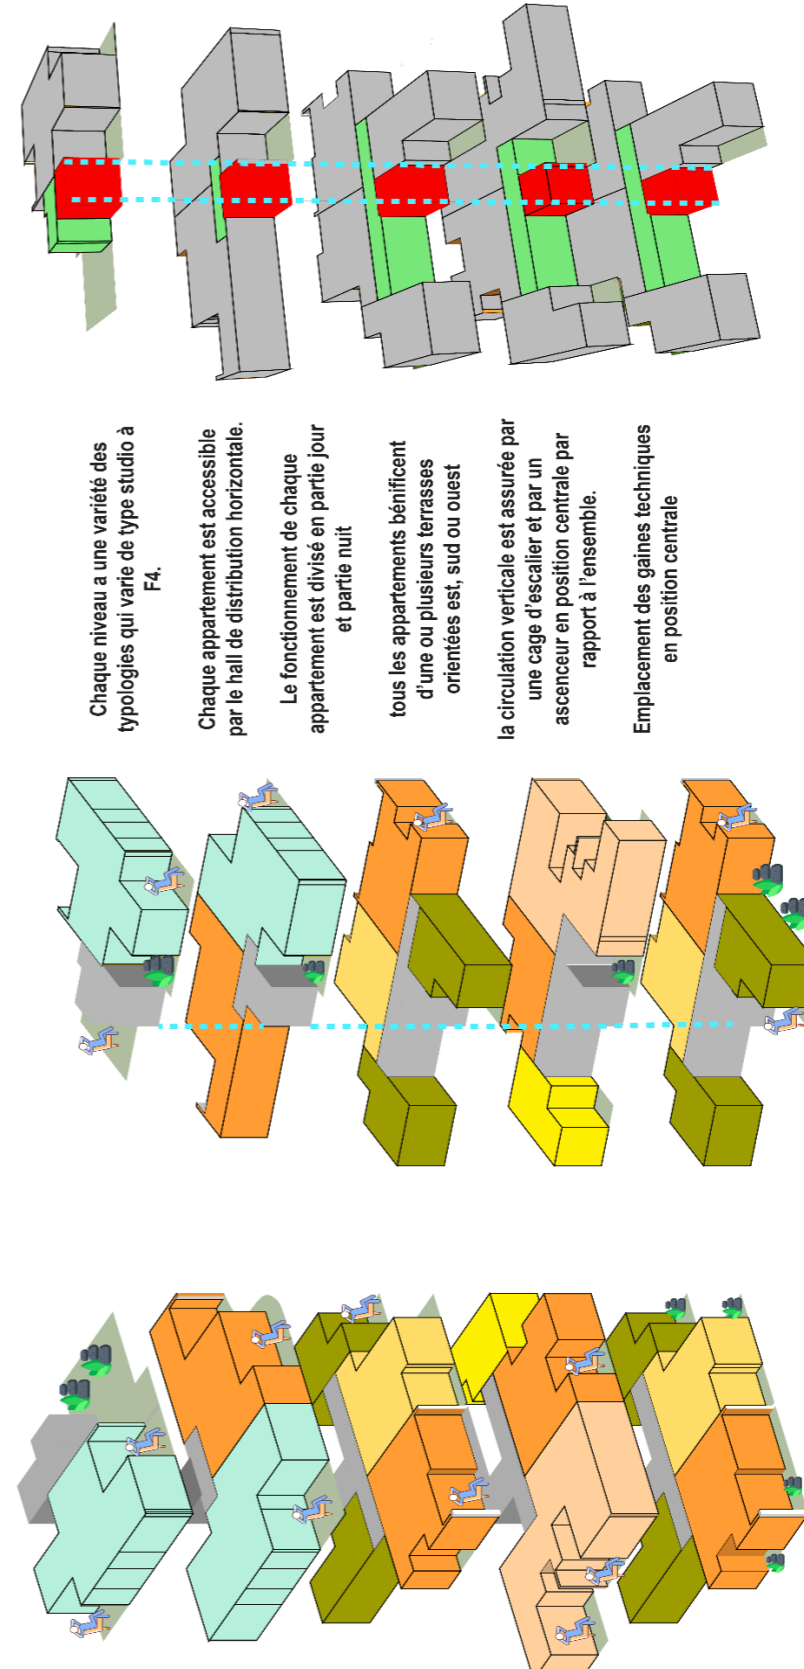 Chaque niveau a une variété des
typologies qui varie de type studio à
F4.
Chaque appartement est accessible
par le hall de distribution horizontale.
Le fonctionnement de chaque
appartement est divisé en partie jour
et partie nuit
tous les appartements bénificent
d'une ou plusieurs terrasses
orientées est, sud ou ouest
la circulation verticale est assurée par
une cage d'escalier et par un
ascenceur en position centrale par
rapport à l'ensemble.
Emplacement des gaines techniques
en position centrale